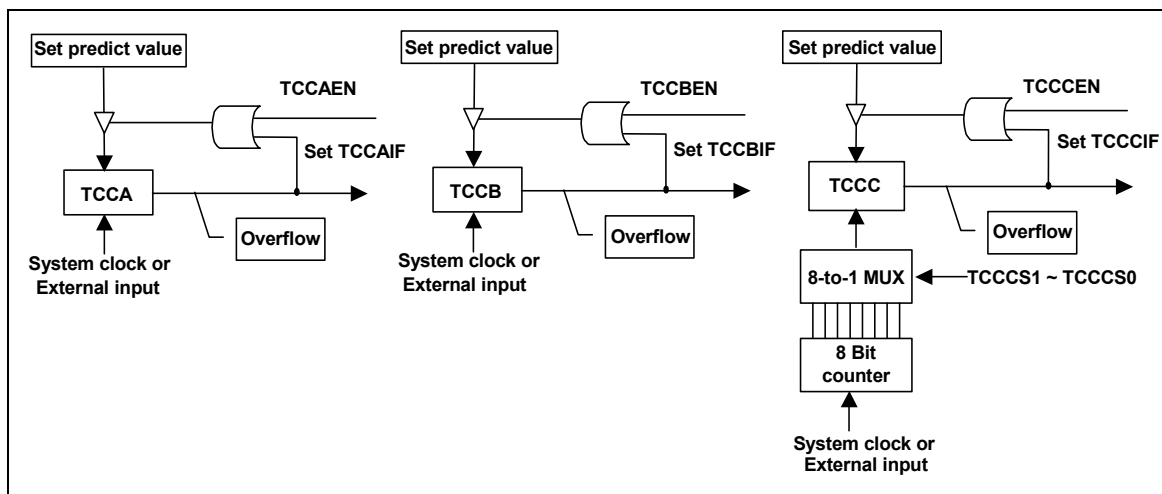 Set predict value
TCCAEN
Set TCCAIF
TCCA
Overflow
System clock or
External input
Set predict value
TCCBEN
Set TCCBIF
TCCB
Overflow
System clock or
External input
Set predict value
TCCCEN
Set TCCCIF
TCCC
Overflow
8-to-1 MUX
TCCCS1 ~ TCCCS0
8 Bit
counter
System clock or
External input